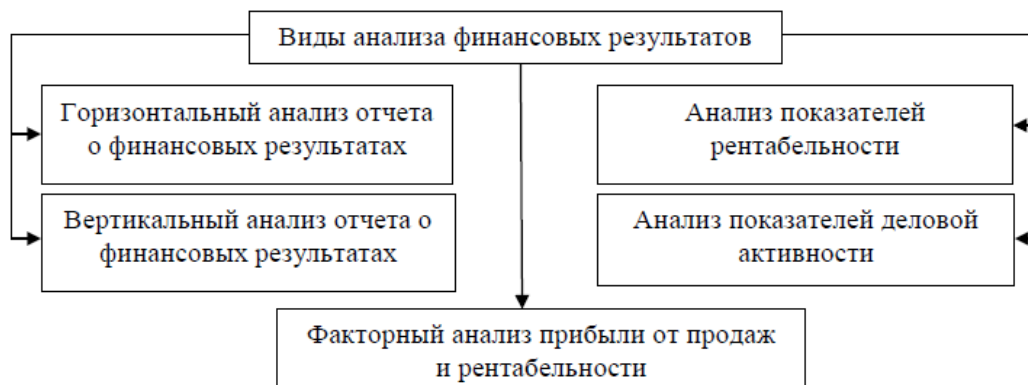 Виды анализа финансовых результатов
Горизонтальный анализ отчета
о финансовых результатах
Анализ показателей
рентабельности
Вертикальный анализ отчета о
финансовых результатах
Анализ показателей деловой
активности
Факторный анализ прибыли от продаж
и рентабельности